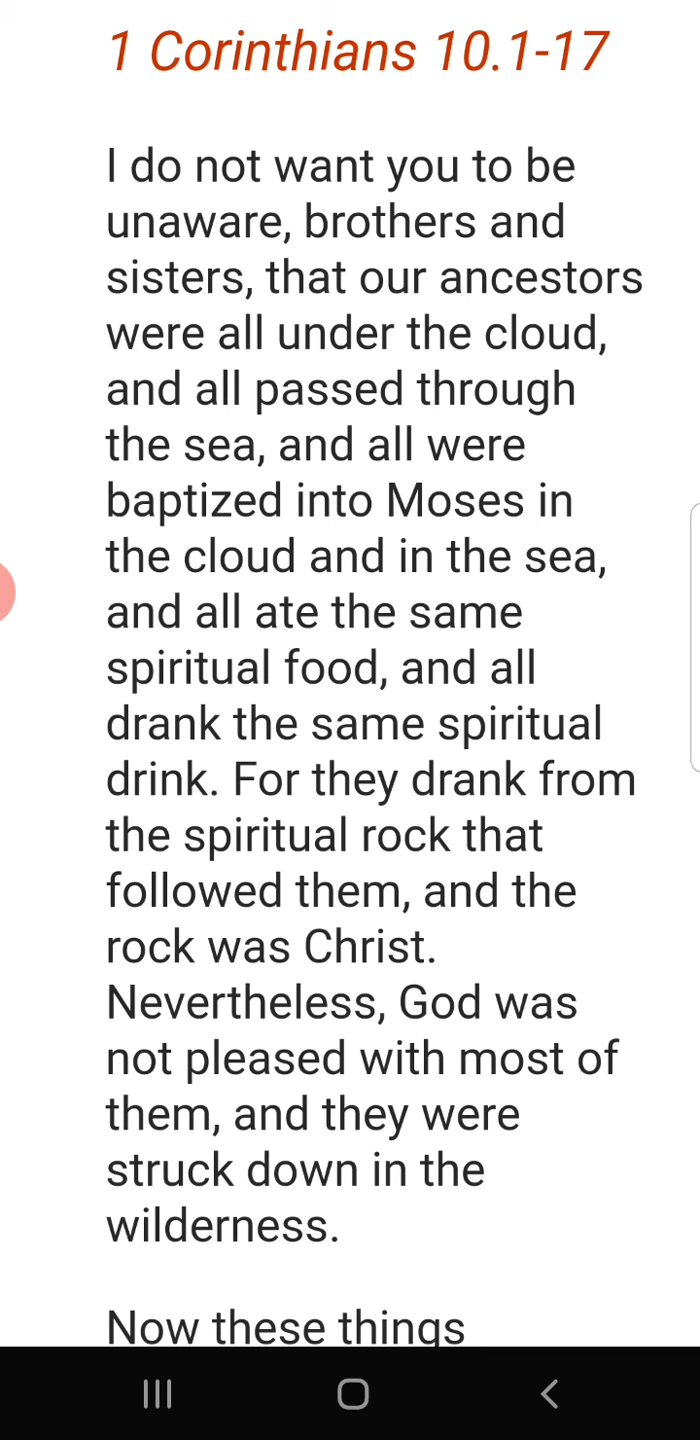 1 Corinthians 10.1-17
I do not want you to be
unaware, brothers and
sisters, that our ancestors
were all under the cloud,
and all passed through
the sea, and all were
baptized into Moses in
the cloud and in the sea,
and all ate the same
spiritual food, and all
drank the same spiritual
drink. For they drank from
the spiritual rock that
followed them, and the
rock was Christ.
Nevertheless, God was
not pleased with most of
them, and they were
struck down in the
wilderness.
Now these things